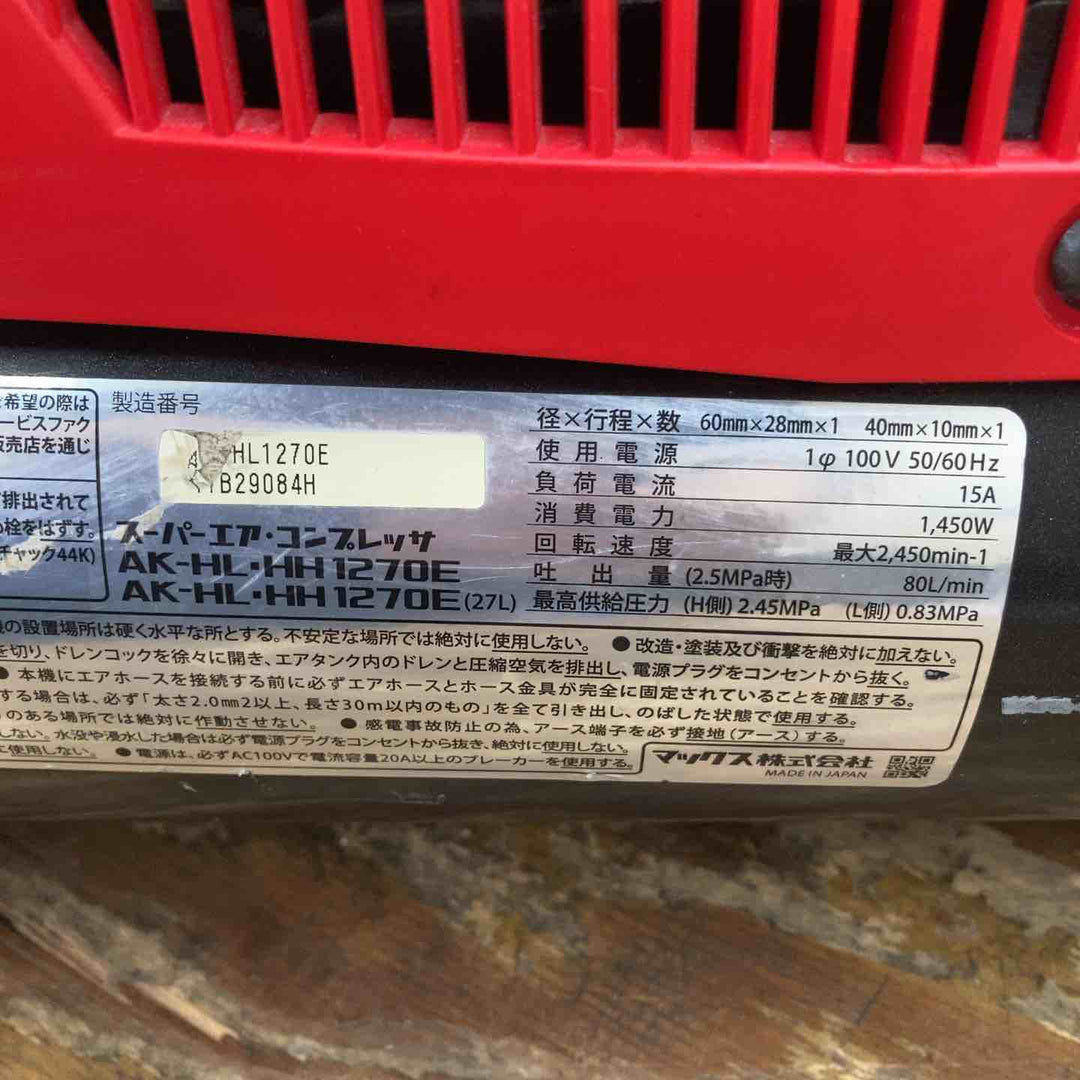 希望の際は
ービスファク
販売店を通じ
排出されて
栓をはずす。
チャック44K)
製造番号
HL1270E
B29084H
スーパーエア・コンプレッサ
AK-HL・HH1270E
AK-HL・HH1270E(27L)
径×行程×数 60mm×28mm×1 40mm×10mm×1
使用電源 1φ 100V 50/60Hz
負荷電流 15A
消費電力 1,450W
回転速度 最大2,450min-1
吐出量 (2.5MPa時) 80L/min
最高供給圧力 (H側) 2.45MPa (L側) 0.83MPa
の設置場所は硬く水平な所とする。不安定な場所では絶対に使用しない。 ●改造・塗装及び衝撃を絶対に加えない。
を切り、ドレンコックを徐々に開き、エアタンク内のドレンと圧縮空気を排出し、電源プラグをコンセントから抜く。
●本機にエアホースを接続する前に必ずエアホースとホース金具が完全に固定されていることを確認する。
する場合は、必ず「太さ2.0mm2以上、長さ30m以内のもの」を全て引き出し、のばした状態で使用する。
のある場所では絶対に作動させない。 ●感電事故防止の為、アース端子を必ず接地(アース)する。
しない。水没や浸水した場合は必ず電源プラグをコンセントから抜き、絶対に使用しない。
に使用しない。 ●電源は、必ずAC100Vで電流容量20A以上のブレーカーを使用する。
マックス株式会社
MADE IN JAPAN